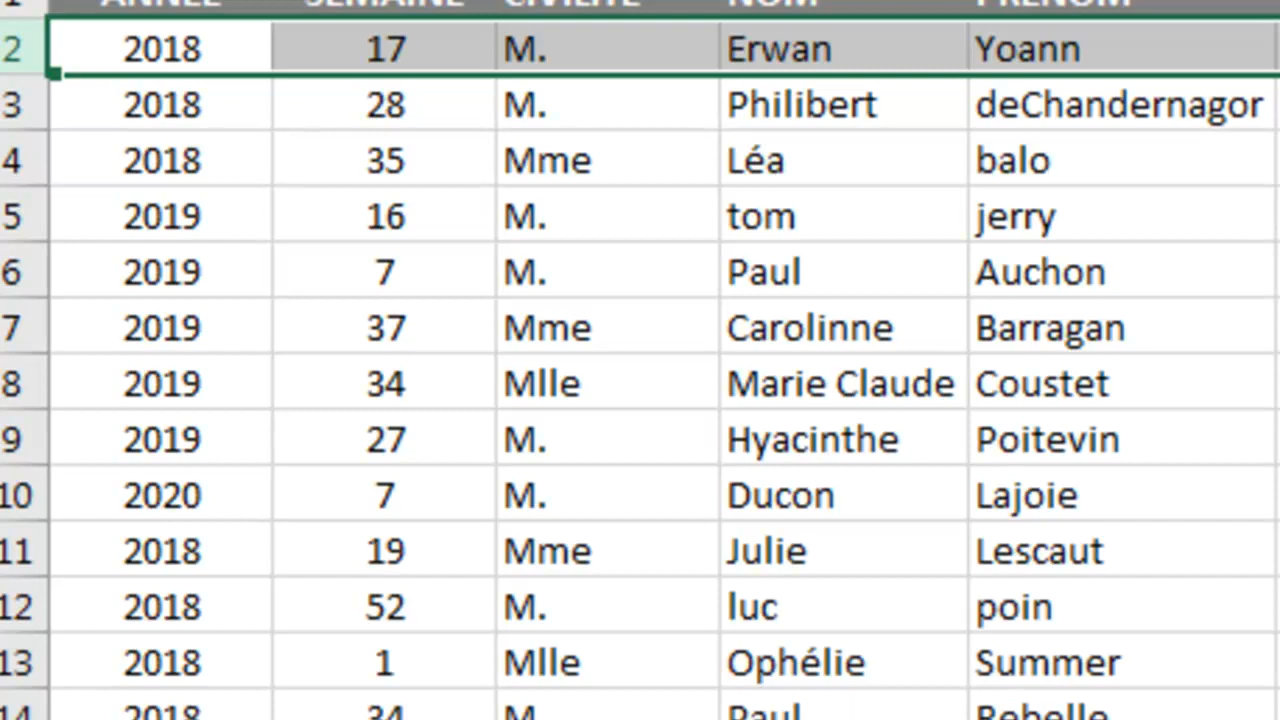 1 ANNEE SEMAINE CIVILITE NOM PRENOM
2 2018 17 M. Erwan Yoann
3 2018 28 M. Philibert deChandernagor
4 2018 35 Mme Léa balo
5 2019 16 M. tom jerry
6 2019 7 M. Paul Auchon
7 2019 37 Mme Carolinne Barragan
8 2019 34 Mlle Marie Claude Coustet
9 2019 27 M. Hyacinthe Poitevin
10 2020 7 M. Ducon Lajoie
11 2018 19 Mme Julie Lescaut
12 2018 52 M. luc poin
13 2018 1 Mlle Ophélie Summer
14 2018 34 M. Paul Rebelle